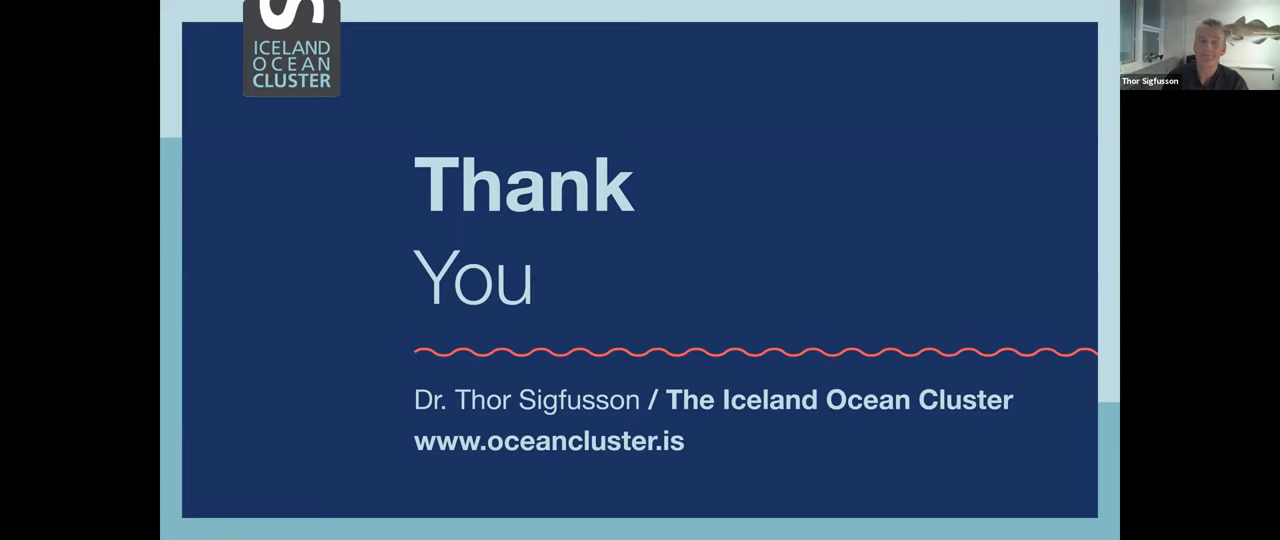 ICELAND
OCEAN
CLUSTER
Thor Sigfusson
Thank
You
Dr. Thor Sigfusson / The Iceland Ocean Cluster
www.oceancluster.is